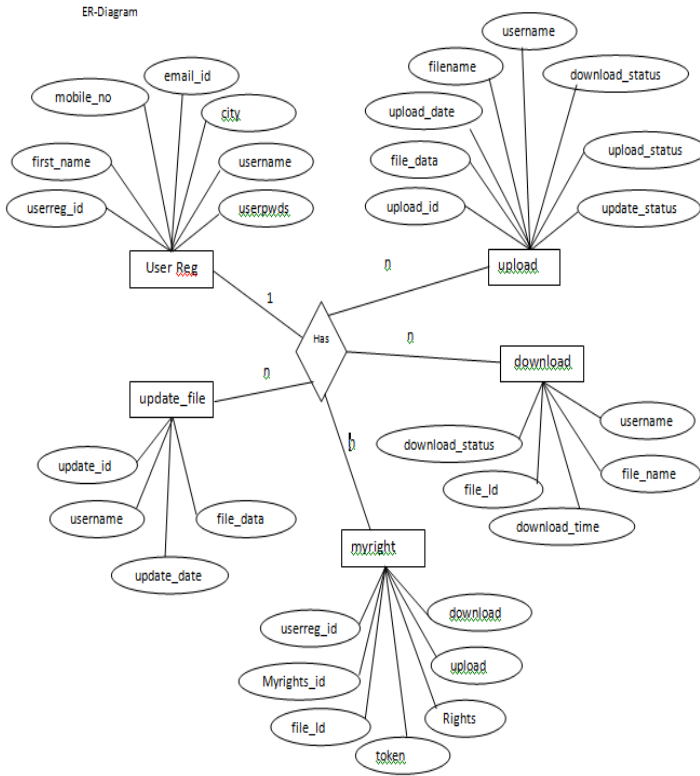 ER-Diagram
username
email_id
filename
download_status
mobile_no
city
upload_date
first_name
username
file_data
upload_status
userreg_id
userpwds
upload_id
update_status
User Reg
upload
n
1
Has
n
download
n
update_file
username
download_status
n
update_id
file_name
file_Id
username
file_data
download_time
myright
update_date
download
userreg_id
upload
Myrights_id
Rights
file_Id
token